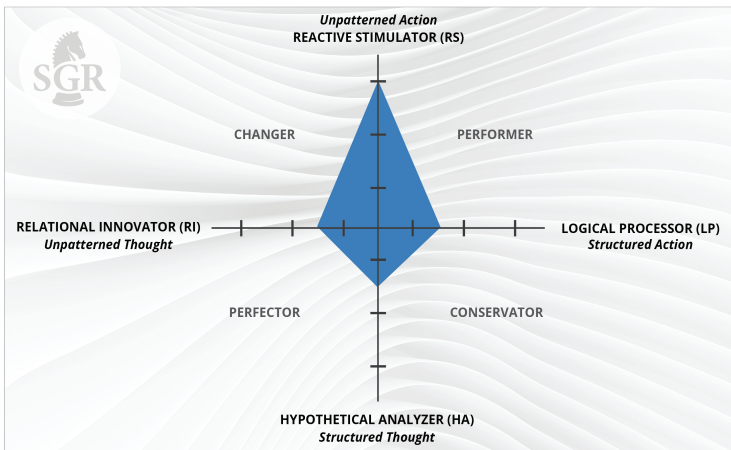 Unpatterned Action
REACTIVE STIMULATOR (RS)
SGR
CHANGER
PERFORMER
RELATIONAL INNOVATOR (RI)
Unpatterned Thought
LOGICAL PROCESSOR (LP)
Structured Action
PERFECTOR
CONSERVATOR
HYPOTHETICAL ANALYZER (HA)
Structured Thought